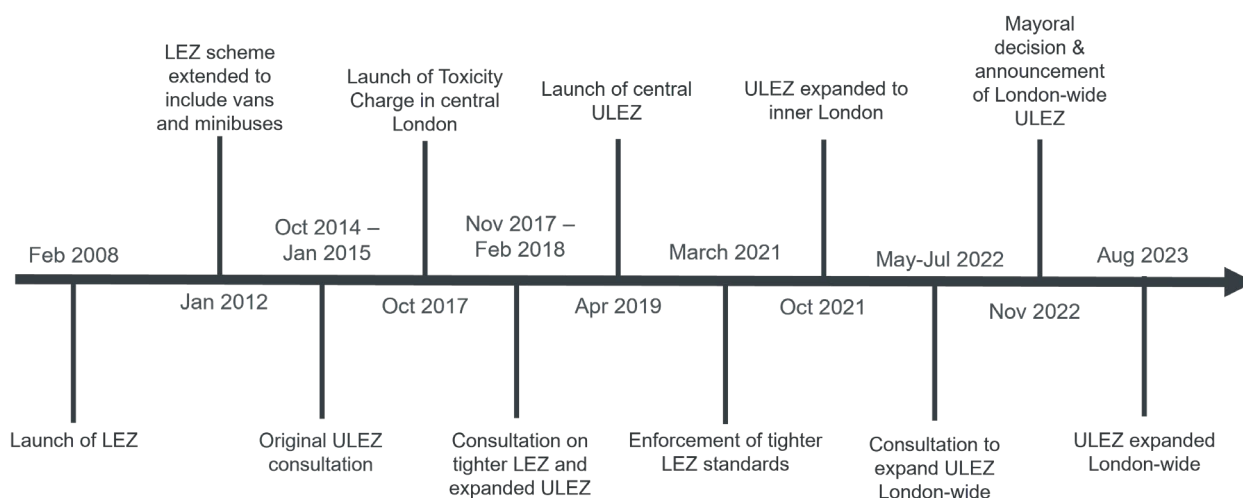 LEZ scheme
extended to
include vans
and minibuses
Launch of Toxicity
Charge in central
London
Launch of central
ULEZ
ULEZ expanded to
inner London
Mayoral
decision &
announcement
of London-wide
ULEZ
Feb 2008
Oct 2014 –
Jan 2015
Nov 2017 –
Feb 2018
March 2021
May-Jul 2022
Aug 2023
Jan 2012
Oct 2017
Apr 2019
Oct 2021
Nov 2022
Launch of LEZ
Original ULEZ
consultation
Consultation on
tighter LEZ and
expanded ULEZ
Enforcement of tighter
LEZ standards
Consultation to
expand ULEZ
London-wide
ULEZ expanded
London-wide